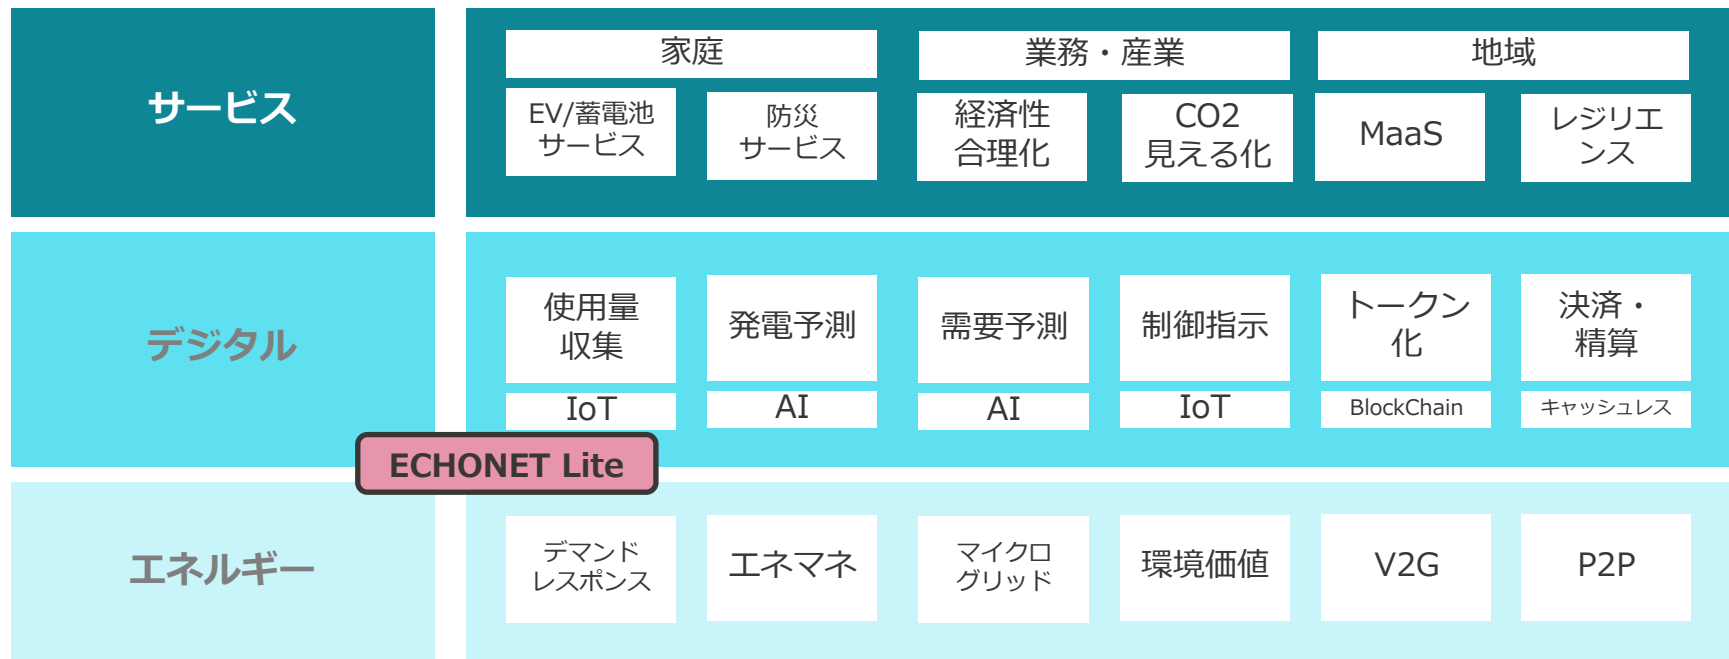 サービス
家庭
業務・産業
地域
EV/蓄電池
サービス
防災
サービス
経済性
合理化
CO2
見える化
MaaS
レジリエ
ンス
デジタル
使用量
収集
発電予測
需要予測
制御指示
トークン
化
決済・
精算
IoT
AI
AI
IoT
BlockChain
キャッシュレス
ECHONET Lite
エネルギー
デマンド
レスポンス
エネマネ
マイクロ
グリッド
環境価値
V2G
P2P